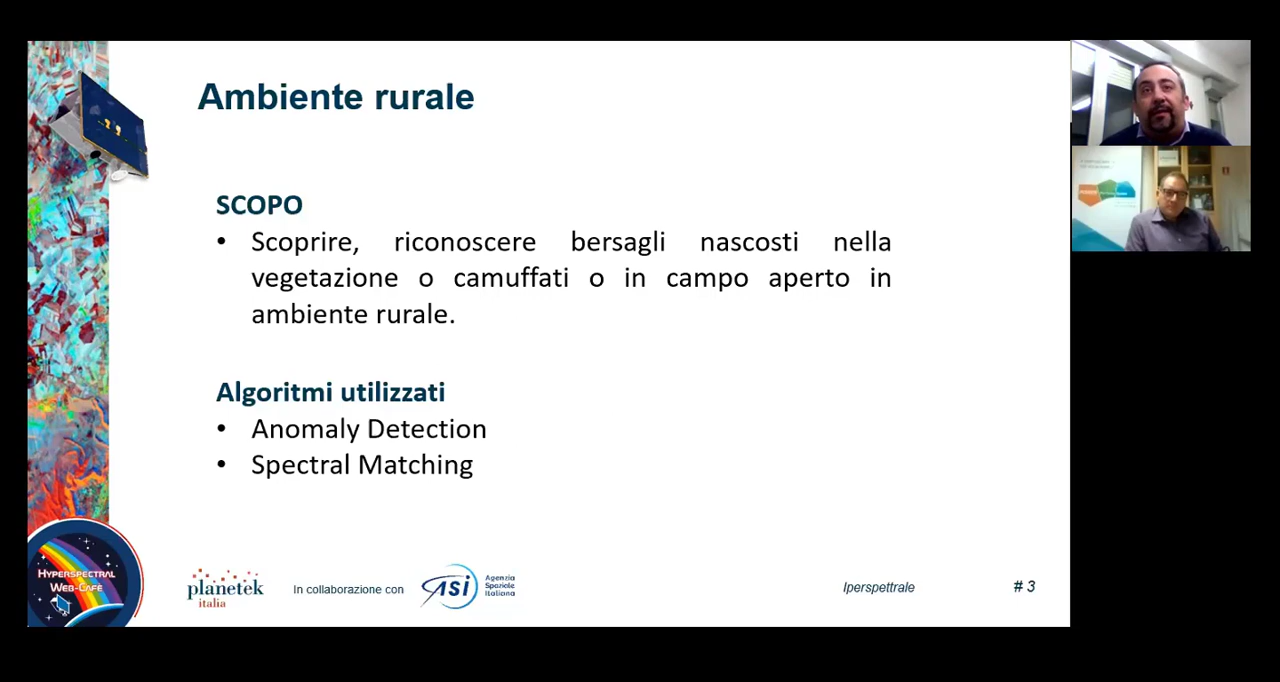 Ambiente rurale
SCOPO
• Scoprire, riconoscere bersagli nascosti nella
vegetazione o camuffati o in campo aperto in
ambiente rurale.
Algoritmi utilizzati
• Anomaly Detection
• Spectral Matching
HYPERSPECTRAL
WEB-CAFÈ
planetek
italia
In collaborazione con
ASI
Agenzia
Spaziale
Italiana
Iperspettrale
# 3